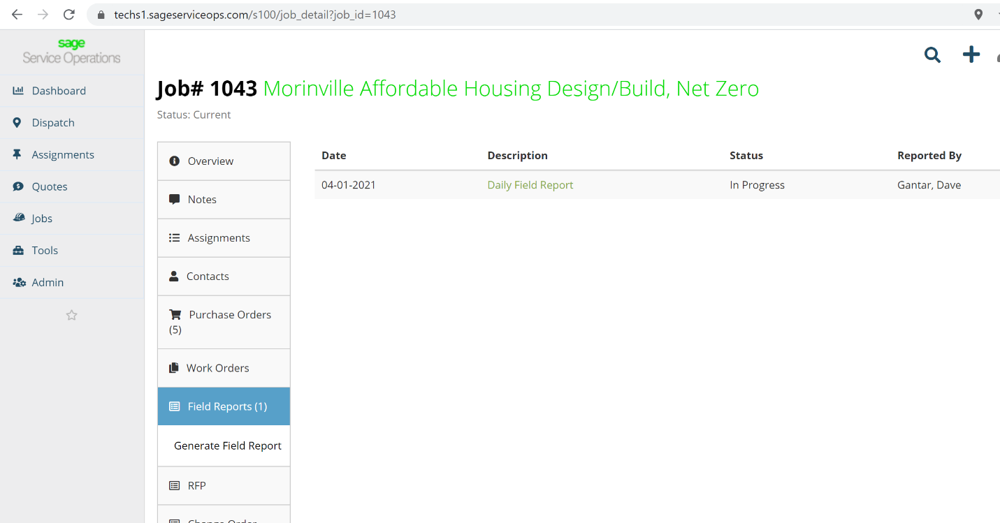 techs1.sageserviceops.com/s100/job_detail?job_id=1043
sage
Service Operations
Dashboard
Dispatch
Assignments
Quotes
Jobs
Tools
Admin
Job# 1043 Morinville Affordable Housing Design/Build, Net Zero
Status: Current
Overview
Notes
Assignments
Contacts
Purchase Orders
(5)
Work Orders
Field Reports (1)
Generate Field Report
RFP
Change Order
Date Description Status Reported By
04-01-2021 Daily Field Report In Progress Gantar, Dave